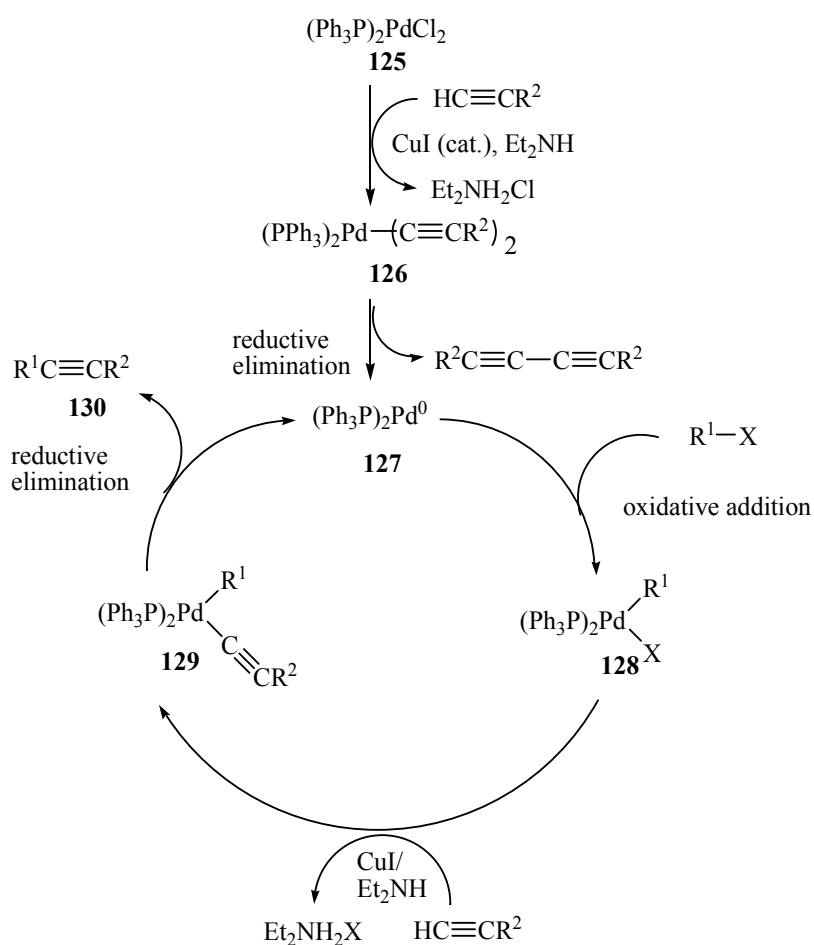 (Ph₃P)₂PdCl₂
125
HC≡CR²
CuI (cat.), Et₂NH
Et₂NH₂Cl
(PPh₃)₂Pd—(C≡CR²)₂
126
reductive
elimination
R²C≡C—C≡CR²
R¹C≡CR²
130
(Ph₃P)₂Pd⁰
127
R¹—X
reductive
elimination
oxidative addition
R¹
(Ph₃P)₂Pd
C≡CR²
129
R¹
(Ph₃P)₂Pd
X
128
CuI/
Et₂NH
Et₂NH₂X
HC≡CR²